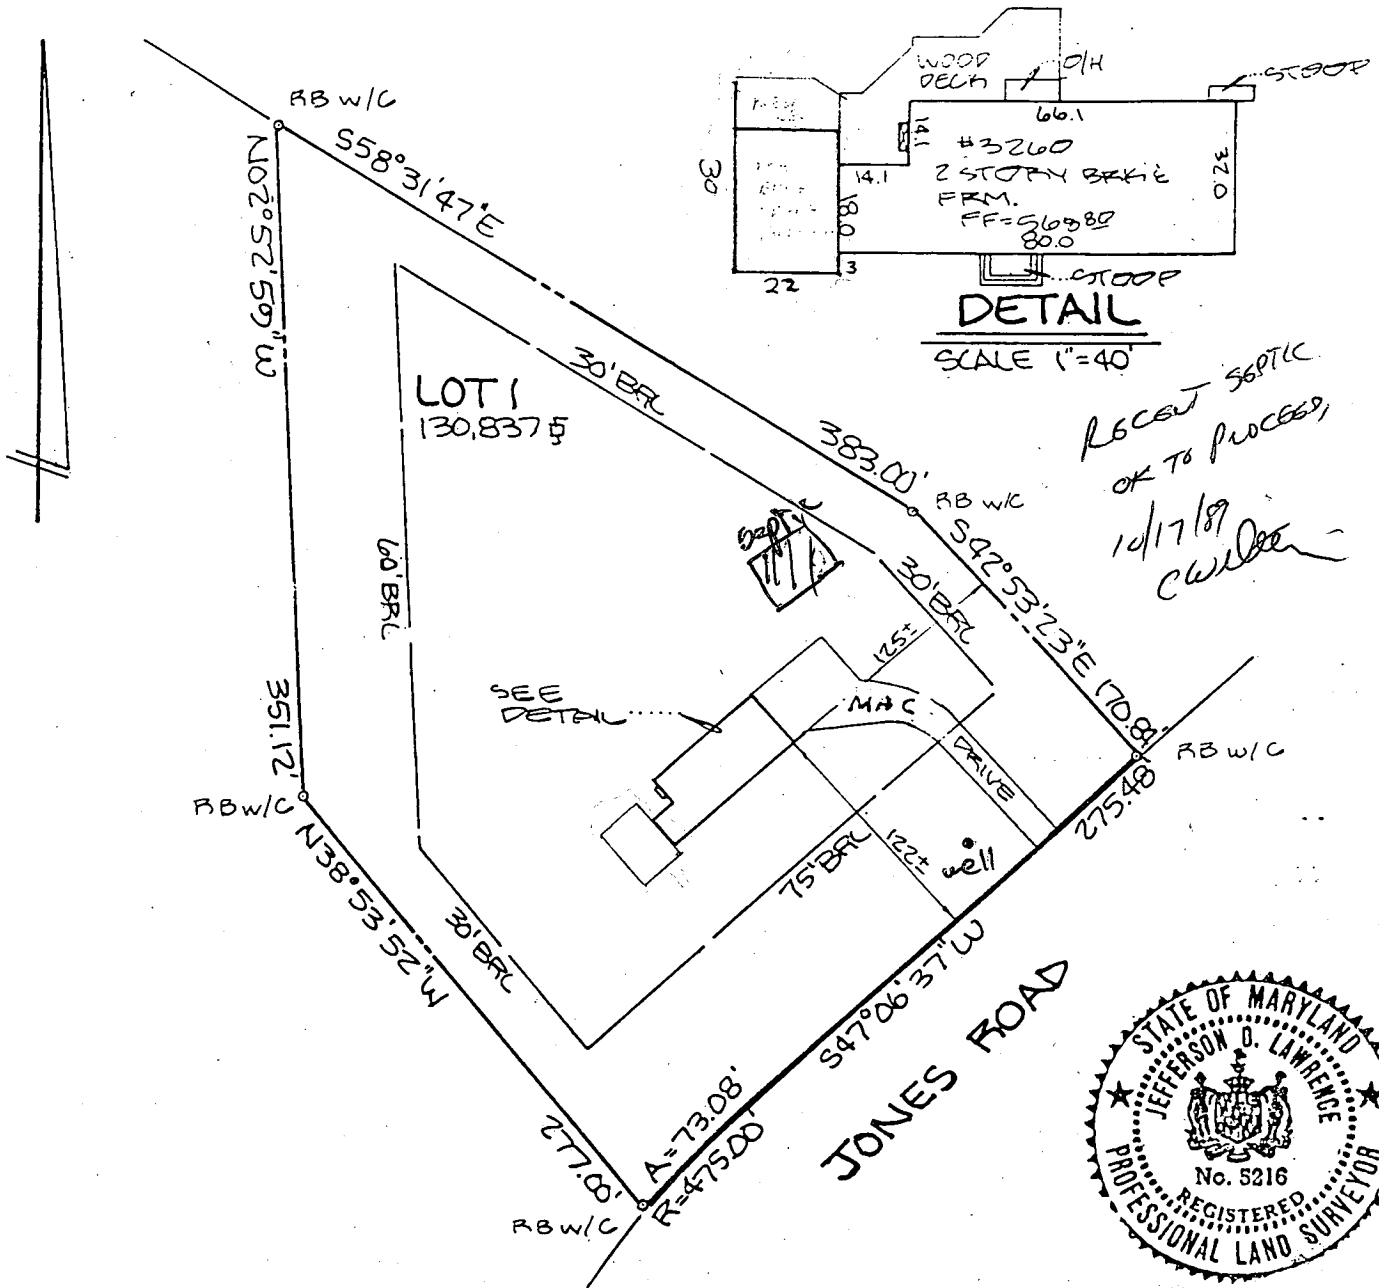 RB W/C
S58°31'47"E
383.00'
N02°52'59"W
351.12'
WOOD
DECK
O/H
STOOP
66.1
14.1
#3260
2 STORY BRK &
FRM.
FF=568.80
80.0
32.0
14.1
18.0
30
22
3
STOOP
DETAIL
SCALE 1"=40'
RECENT SEPTIC
OK TO PROCEED,
10/17/89
LOT 1
130,837
30' BRL
60' BRL
septic
RB W/C
S42°53'23"E 170.89'
30' BRL
125±
SEE
DETAIL
MAC
DRIVE
RB W/C
275.48
RB W/C
N38°53'52"W
277.00'
30' BRL
75' BRL
122±
well
S47°06'37"W
JONES ROAD
A=73.08'
R=475.00'
RB W/C
STATE OF MARYLAND
JEFFERSON D. LAWRENCE
No. 5216
REGISTERED
PROFESSIONAL LAND SURVEYOR